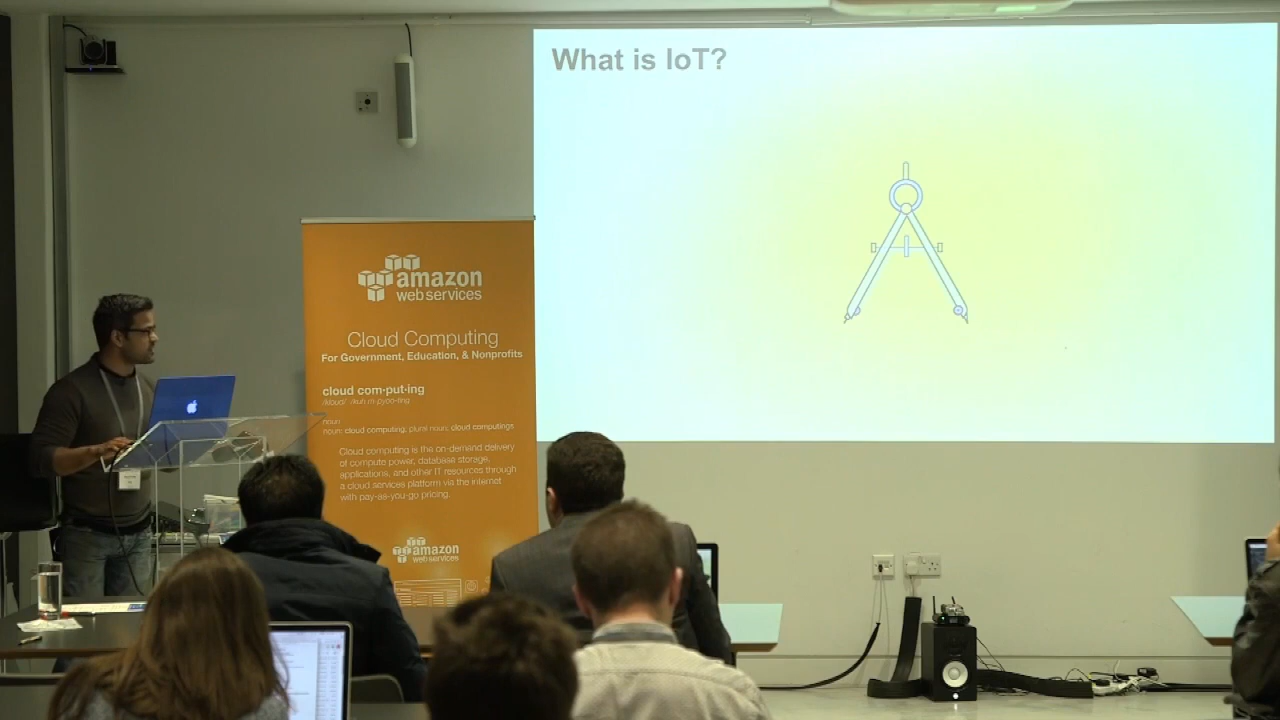 What is IoT?
amazon
web services
Cloud Computing
For Government, Education, & Nonprofits
cloud com·put·ing
noun
noun: cloud computing; plural noun: cloud computings
Cloud computing is the on-demand delivery
of compute power, database storage,
applications, and other IT resources through
a cloud services platform via the internet
with pay-as-you-go pricing.
amazon
web services